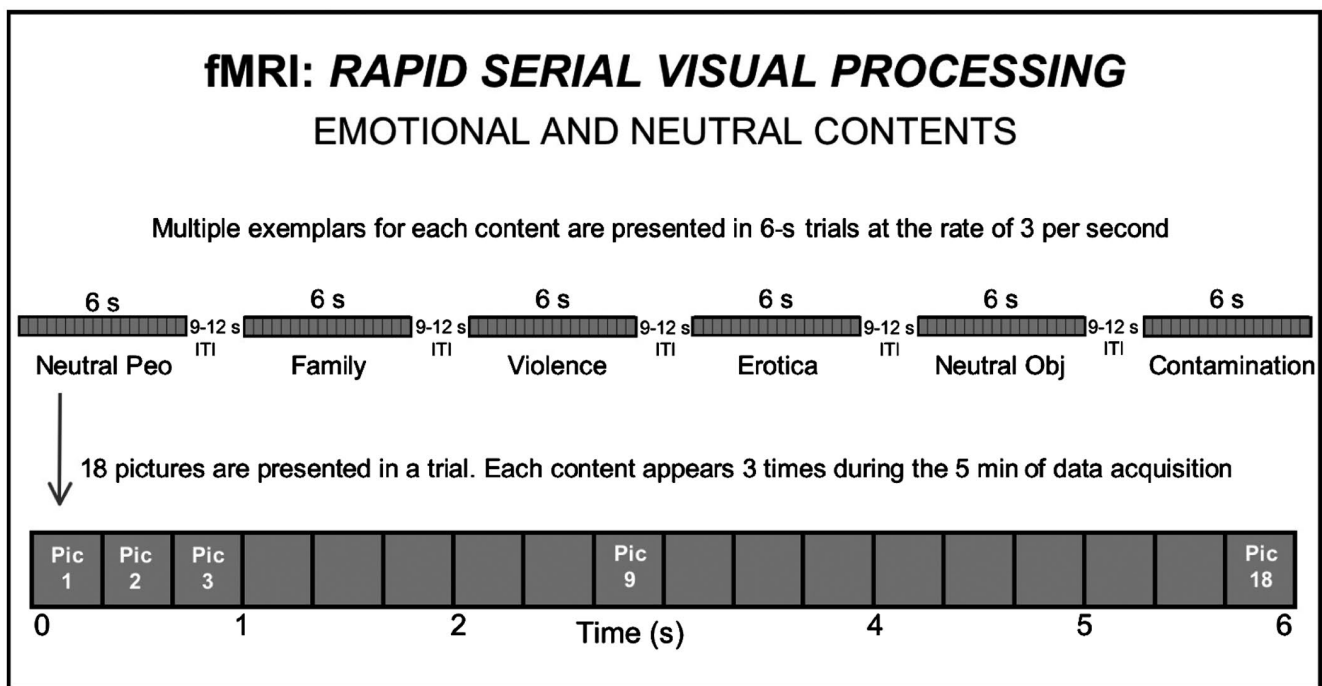 fMRI: RAPID SERIAL VISUAL PROCESSING
EMOTIONAL AND NEUTRAL CONTENTS
Multiple exemplars for each content are presented in 6-s trials at the rate of 3 per second
6 s 6 s 6 s 6 s 6 s 6 s
9-12 s 9-12 s 9-12 s 9-12 s 9-12 s
ITI ITI ITI ITI ITI
Neutral Peo Family Violence Erotica Neutral Obj Contamination
18 pictures are presented in a trial. Each content appears 3 times during the 5 min of data acquisition
Pic Pic Pic Pic Pic
1 2 3 9 18
0 1 2 Time (s) 4 5 6